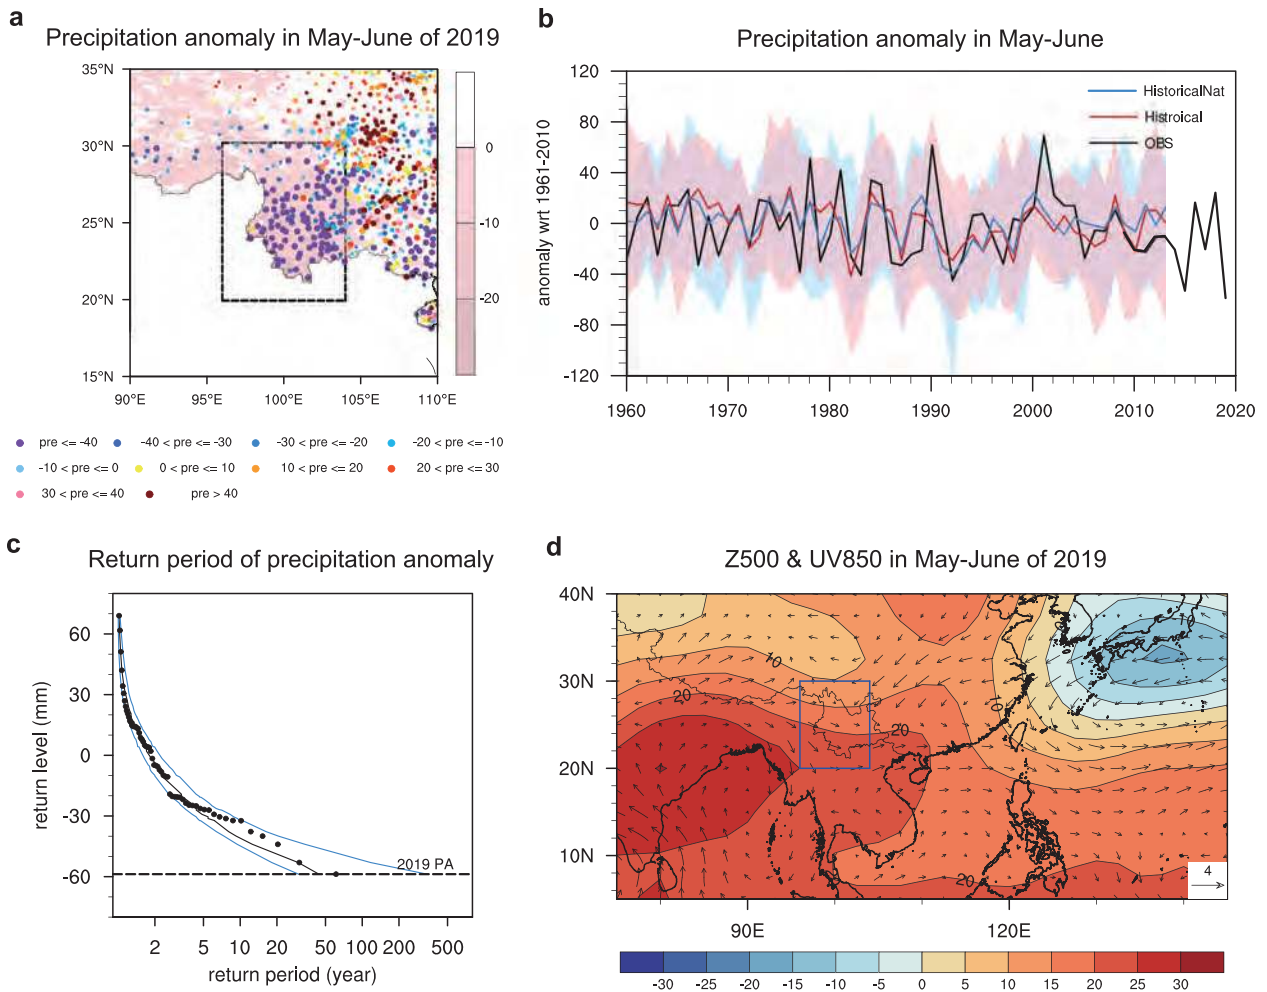 a
Precipitation anomaly in May-June of 2019
35°N
30°N
25°N
20°N
15°N
90°E 95°E 100°E 105°E 110°E
0
-10
-20
pre <= -40 -40 < pre <= -30 -30 < pre <= -20 -20 < pre <= -10
-10 < pre <= 0 0 < pre <= 10 10 < pre <= 20 20 < pre <= 30
30 < pre <= 40 pre > 40
b
Precipitation anomaly in May-June
anomaly wrt 1961-2010
120
80
40
0
-40
-80
-120
1960 1970 1980 1990 2000 2010 2020
HistoricalNat
Histroical
OBS
c
Return period of precipitation anomaly
return level (mm)
60
30
0
-30
-60
2019 PA
2 5 10 20 50 100 200 500
return period (year)
d
Z500 & UV850 in May-June of 2019
40N
30N
20N
10N
90E 120E
10
20
20
10
20
4
-30 -25 -20 -15 -10 -5 0 5 10 15 20 25 30